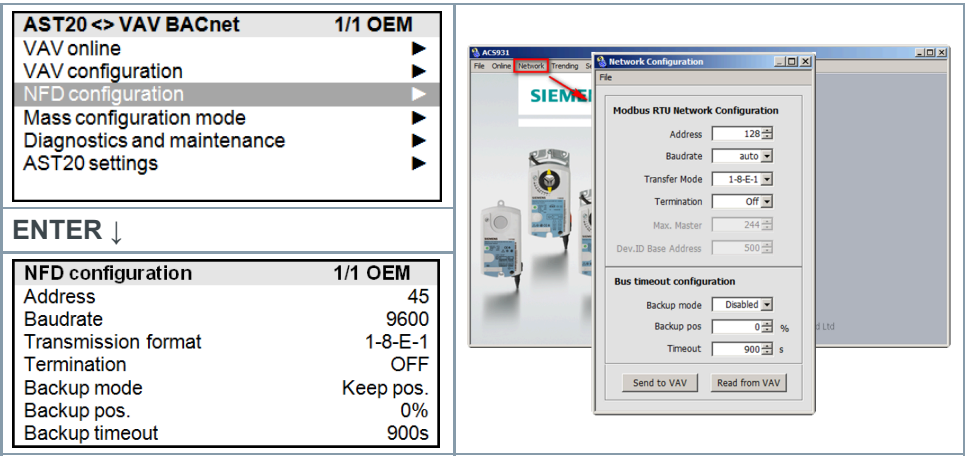 AST20 <> VAV BACnet 1/1 OEM
VAV online
VAV configuration
NFD configuration
Mass configuration mode
Diagnostics and maintenance
AST20 settings
ENTER ↓
NFD configuration 1/1 OEM
Address 45
Baudrate 9600
Transmission format 1-8-E-1
Termination OFF
Backup mode Keep pos.
Backup pos. 0%
Backup timeout 900s
ACS931
File Online Network Trending
SIEME
Network Configuration
File
Modbus RTU Network Configuration
Address 128
Baudrate auto
Transfer Mode 1-8-E-1
Termination Off
Max. Master 244
Dev.ID Base Address 500
Bus timeout configuration
Backup mode Disabled
Backup pos 0 %
Timeout 900 s
Send to VAV Read from VAV
d Ltd